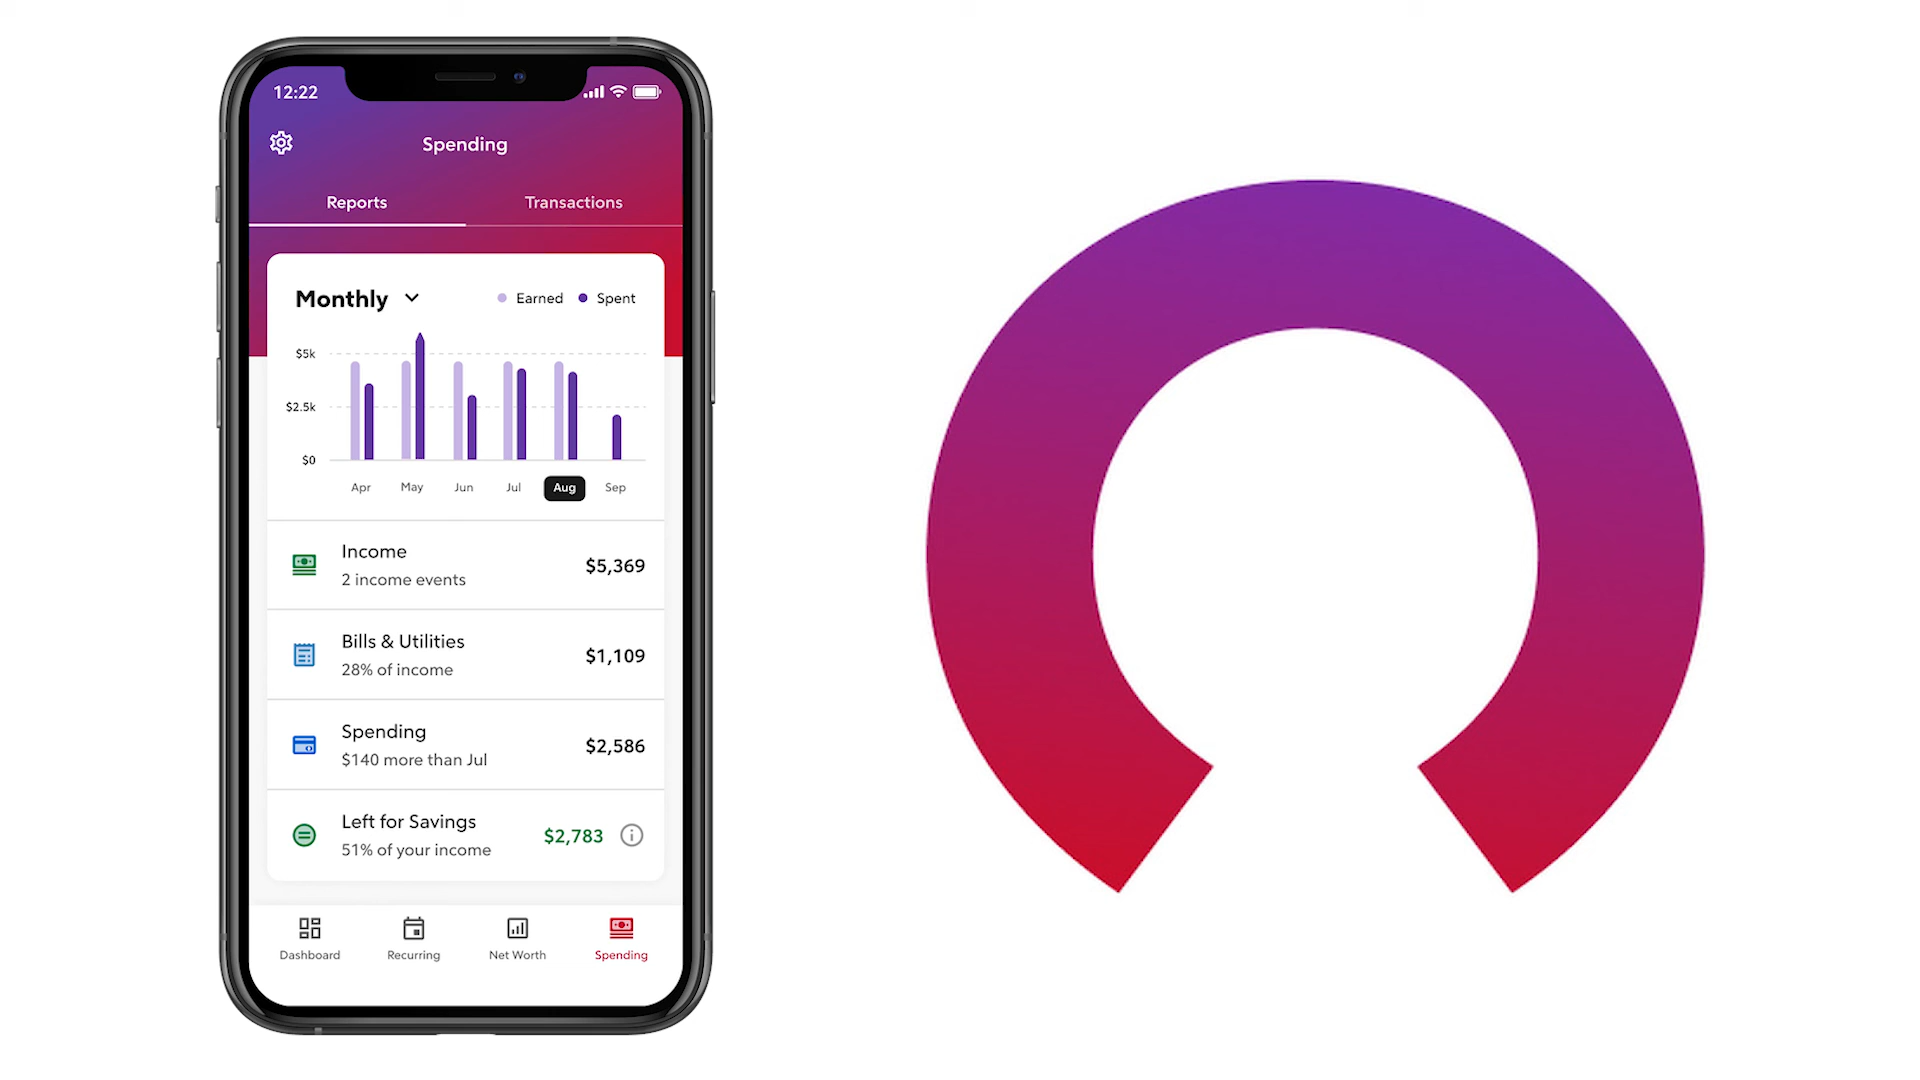 12:22
Spending
Reports Transactions
Monthly Earned Spent
$5k
$2.5k
$0
Apr May Jun Jul Aug Sep
Income
2 income events
$5,369
Bills & Utilities
28% of income
$1,109
Spending
$140 more than Jul
$2,586
Left for Savings
51% of your income
$2,783
Dashboard Recurring Net Worth Spending